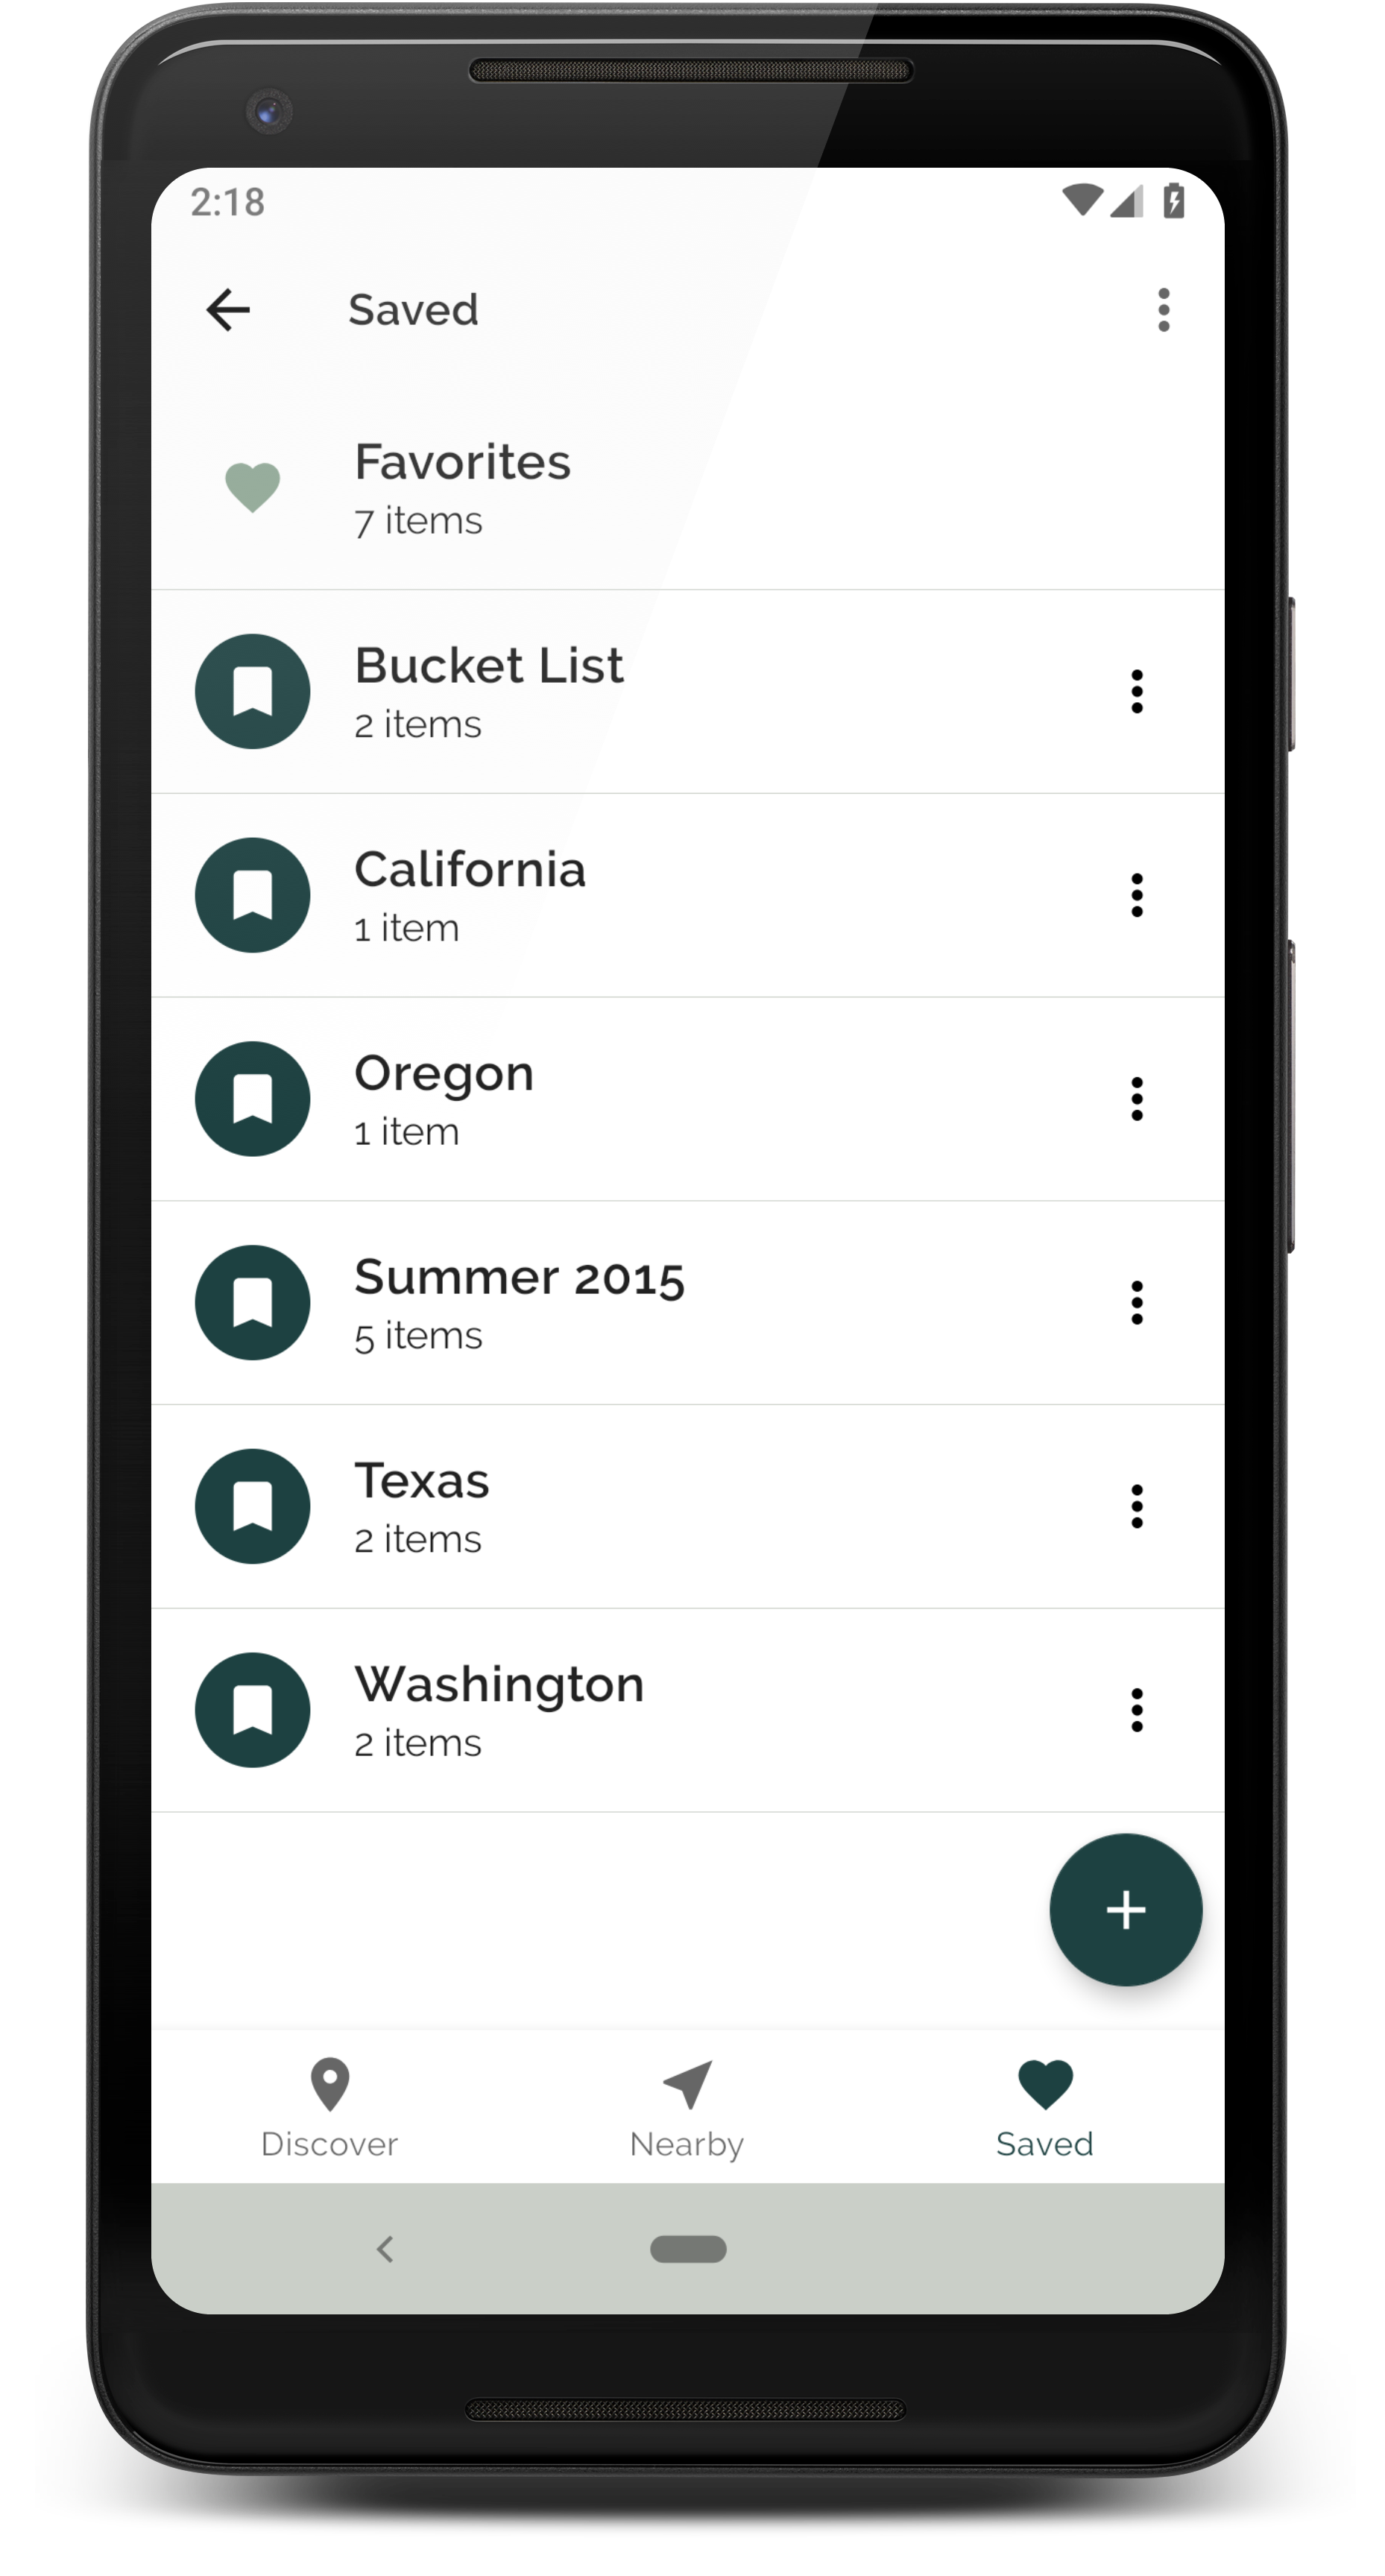 2:18
Saved
Favorites
7 items
Bucket List
2 items
California
1 item
Oregon
1 item
Summer 2015
5 items
Texas
2 items
Washington
2 items
Discover
Nearby
Saved